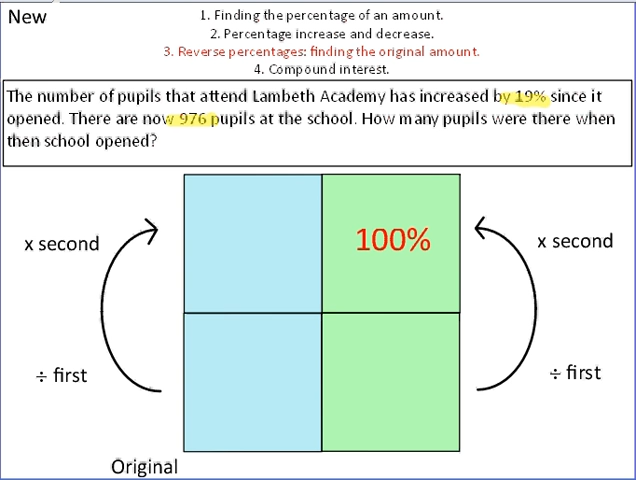 New
1. Finding the percentage of an amount.
2. Percentage increase and decrease.
3. Reverse percentages: finding the original amount.
4. Compound interest.
The number of pupils that attend Lambeth Academy has increased by 19% since it
opened. There are now 976 pupils at the school. How many pupils were there when
then school opened?
100%
x second
x second
÷ first
÷ first
Original